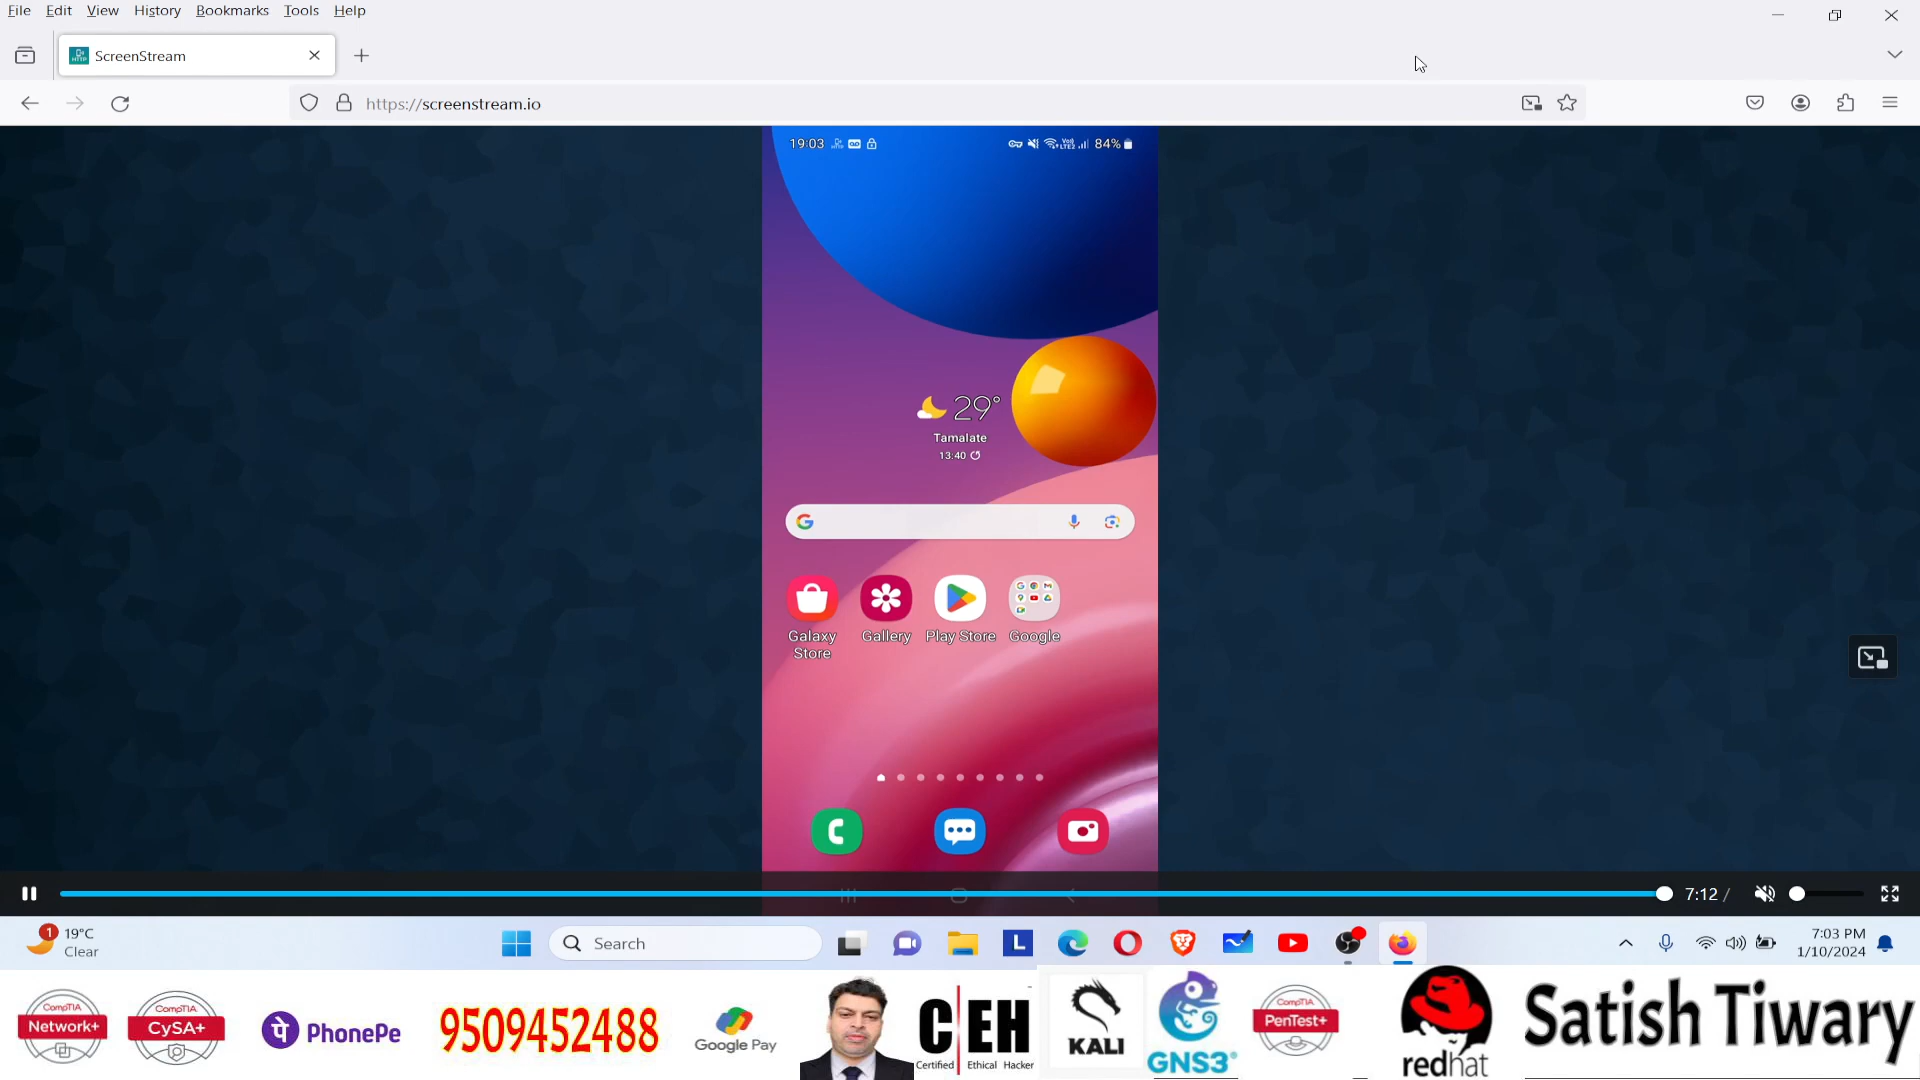 File Edit View History Bookmarks Tools Help
ScreenStream
https://screenstream.io
19:03
84%
29°
Tamalate
13:40
Galaxy Store
Gallery
Play Store
Google
7:12 /
1
19°C
Clear
Search
L
7:03 PM
1/10/2024
CompTIA
Network+
CompTIA
CySA+
PhonePe
9509452488
Google Pay
C|EH
Certified Ethical Hacker
KALI
GNS3
CompTIA
PenTest+
redhat
Satish Tiwary